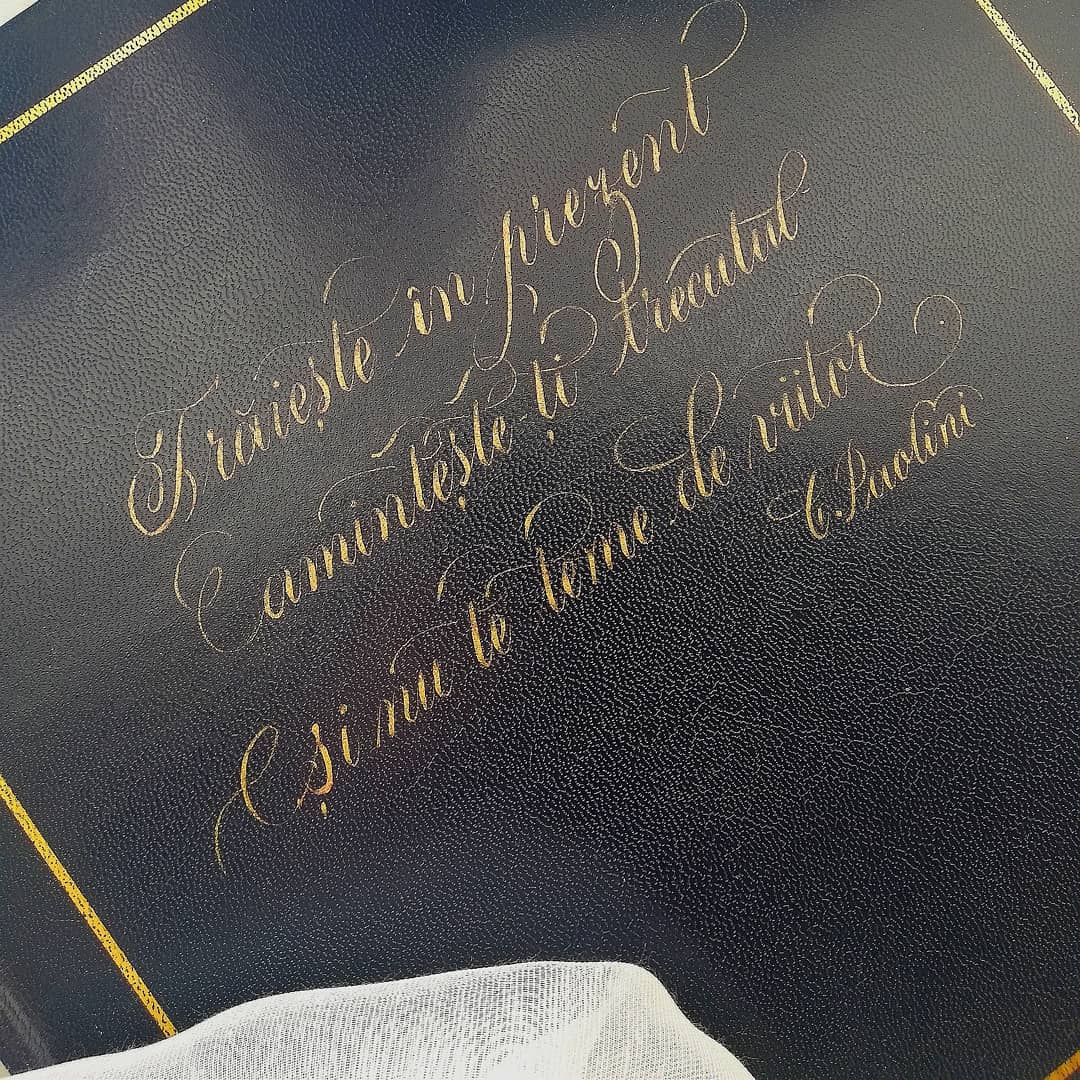 Trăiește în prezent
amintește ți trecutul
și nu te teme de viitor.
C. Paolini